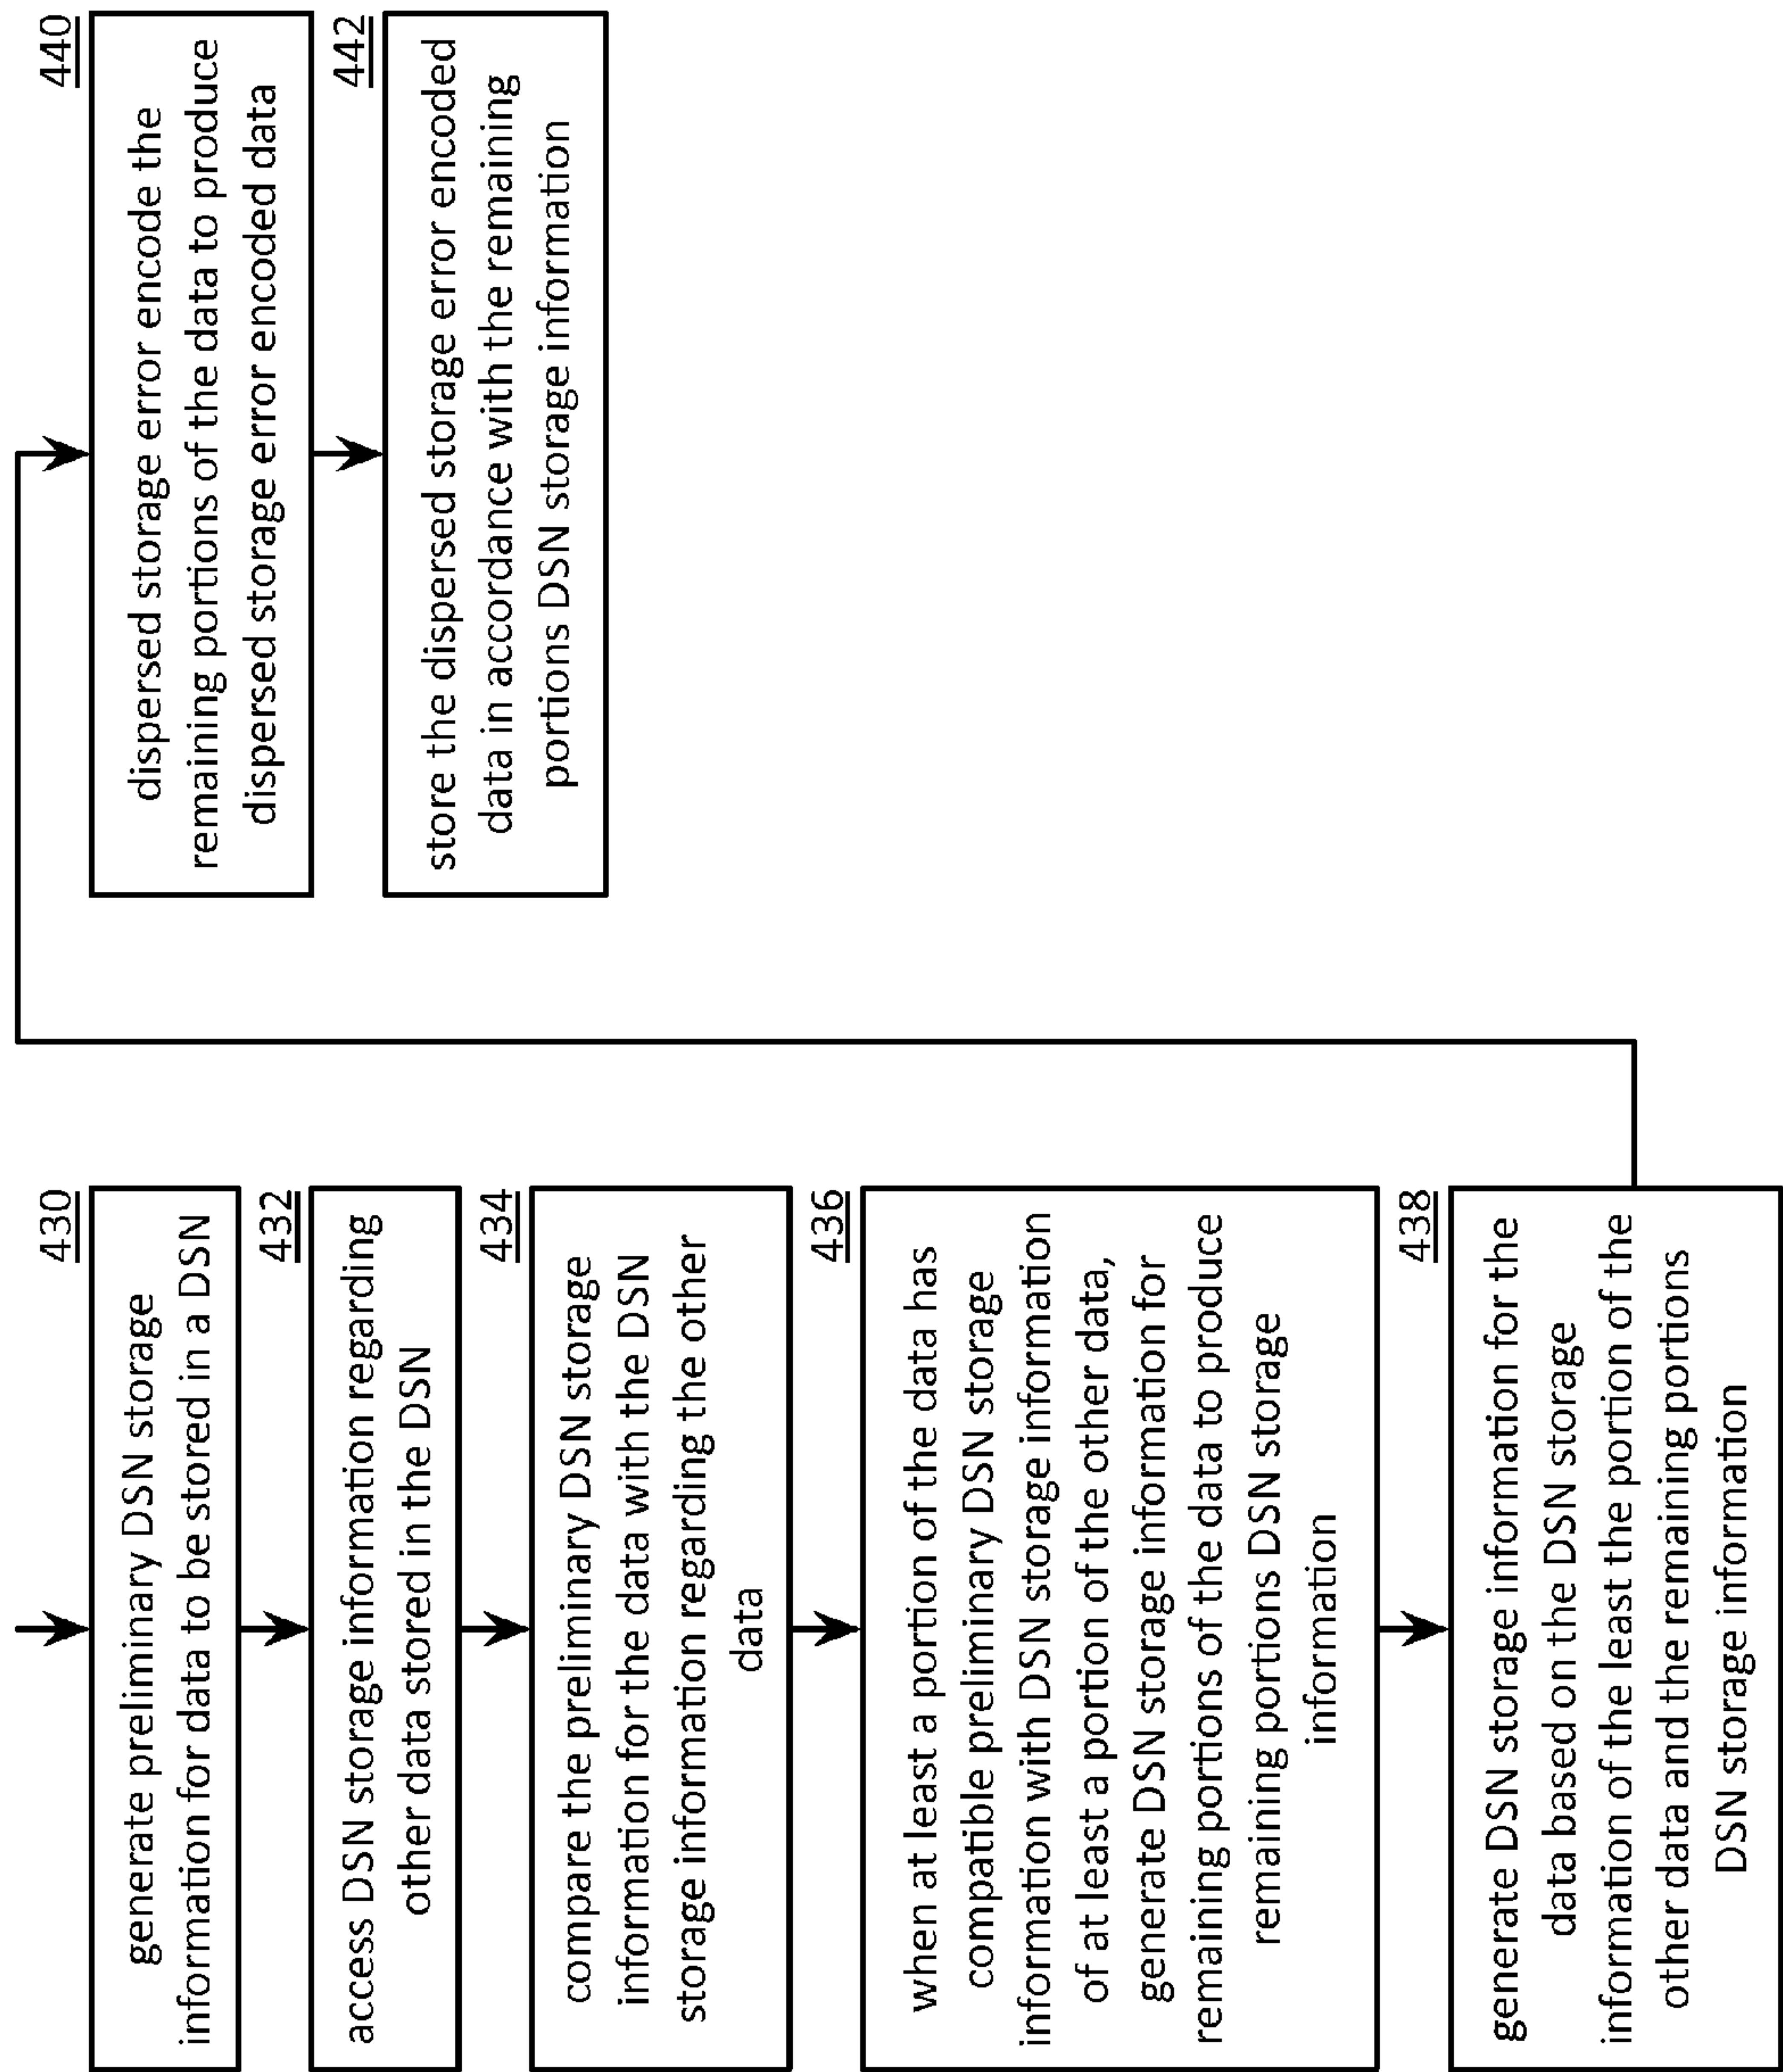 430
generate preliminary DSN storage
information for data to be stored in a DSN
432
access DSN storage information regarding
other data stored in the DSN
434
compare the preliminary DSN storage
information for the data with the DSN
storage information regarding the other
data
436
when at least a portion of the data has
compatible preliminary DSN storage
information with DSN storage information
of at least a portion of the other data,
generate DSN storage information for
remaining portions of the data to produce
remaining portions DSN storage
information
438
generate DSN storage information for the
data based on the DSN storage
information of the least the portion of the
other data and the remaining portions
DSN storage information
440
dispersed storage error encode the
remaining portions of the data to produce
dispersed storage error encoded data
442
store the dispersed storage error encoded
data in accordance with the remaining
portions DSN storage information